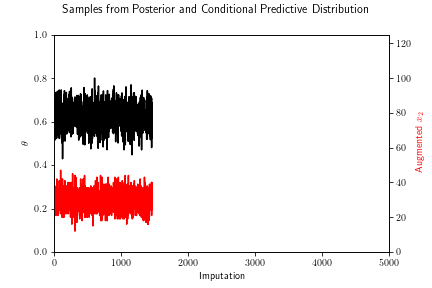 Samples from Posterior and Conditional Predictive Distribution
1.0
0.8
0.6
0.4
0.2
0.0
θ
120
100
80
60
40
20
0
Augmented x₂
0 1000 2000 3000 4000 5000
Imputation